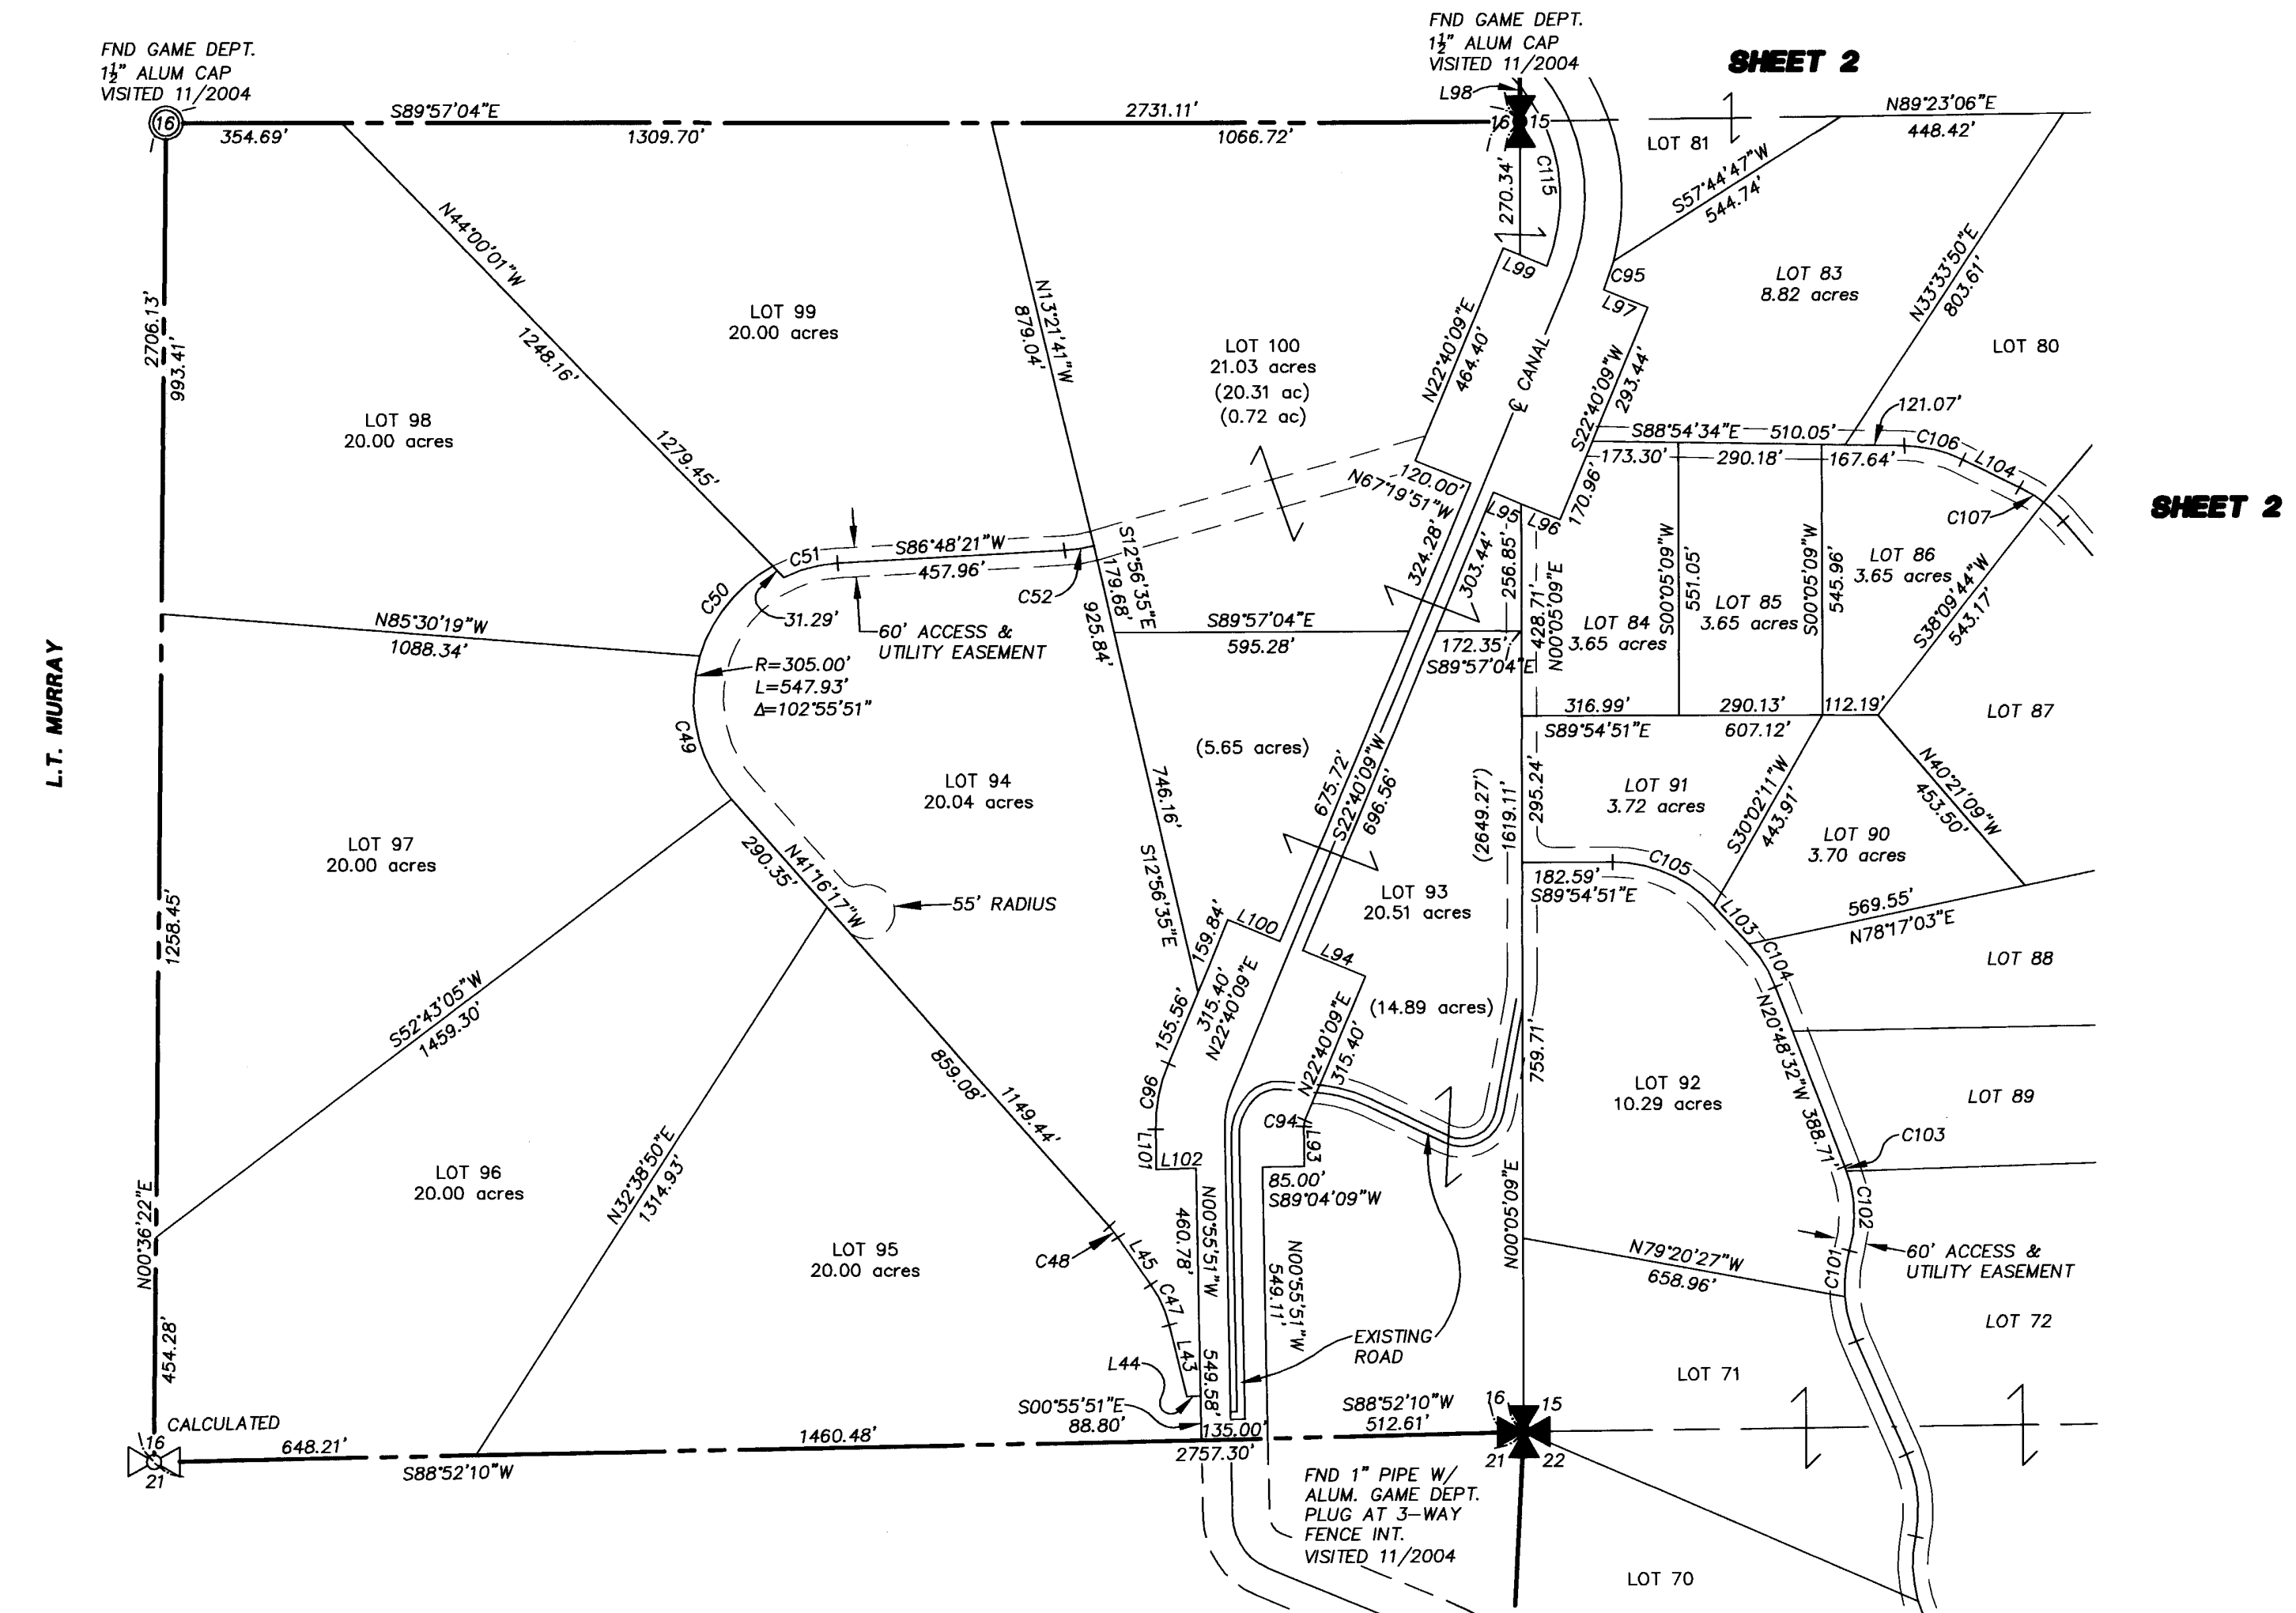 FND GAME DEPT.
1½" ALUM CAP
VISITED 11/2004
FND GAME DEPT.
1½" ALUM CAP
VISITED 11/2004
SHEET 2
L98
16
S89°57'04"E
2731.11'
354.69'
1309.70'
1066.72'
16
15
N89°23'06"E
448.42'
LOT 81
C115
270.34'
S57°44'47"W
544.74'
N44°00'01"W
1248.16'
1279.45'
N13°21'41"W
879.04'
L99
C95
L97
LOT 83
8.82 acres
N33°33'50"E
803.61'
LOT 80
2706.13'
993.41'
LOT 99
20.00 acres
LOT 100
21.03 acres
(20.31 ac)
(0.72 ac)
N22°40'09"E
464.40'
℄ CANAL
S22°40'09"W
293.44'
LOT 98
20.00 acres
121.07'
S88°54'34"E
510.05'
C106
L104
173.30'
290.18'
167.64'
SHEET 2
C107
120.00'
N67°19'51"W
L95
L96
170.96'
C51
S86°48'21"W
457.96'
C52
C50
31.29'
60' ACCESS &
UTILITY EASEMENT
S12°56'35"E
179.68'
925.84'
324.28'
303.44'
256.85'
428.71'
N00°05'09"E
S00°05'09"W
551.05'
S00°05'09"W
545.96'
LOT 86
3.65 acres
LOT 85
3.65 acres
LOT 84
3.65 acres
S38°09'44"W
543.17'
N85°30'19"W
1088.34'
S89°57'04"E
595.28'
172.35'
S89°57'04"E
R=305.00'
L=547.93'
Δ=102°55'51"
L.T. MURRAY
C49
316.99'
290.13'
112.19'
S89°54'51"E
607.12'
LOT 87
(5.65 acres)
LOT 94
20.04 acres
746.16'
675.72'
S22°40'09"W
696.56'
(2649.27')
1619.11'
295.24'
LOT 91
3.72 acres
S30°02'11"W
443.91'
N40°21'09"W
453.50'
LOT 90
3.70 acres
LOT 97
20.00 acres
290.35'
N41°16'17"W
55' RADIUS
S12°56'35"E
LOT 93
20.51 acres
C105
182.59'
S89°54'51"E
L103
569.55'
N78°17'03"E
1258.45'
159.84'
L100
L94
C104
LOT 88
S52°43'05"W
1459.30'
155.56'
315.40'
N22°40'09"E
(14.89 acres)
N22°40'09"E
315.40'
759.71'
N20°48'32"W
388.71'
859.08'
1149.44'
C96
LOT 92
10.29 acres
LOT 89
C94
L93
C103
L101
L102
85.00'
S89°04'09"W
LOT 96
20.00 acres
N32°38'50"E
1314.93'
N00°36'22"E
N00°55'51"W
460.78'
N00°05'09"E
C102
LOT 95
20.00 acres
C48
L45
N00°55'51"W
549.11'
N79°20'27"W
658.96'
C101
60' ACCESS &
UTILITY EASEMENT
C47
454.28'
L43
L44
549.58'
EXISTING
ROAD
LOT 72
LOT 71
S00°55'51"E
88.80'
135.00'
S88°52'10"W
512.61'
16
15
CALCULATED
16
21
648.21'
1460.48'
S88°52'10"W
2757.30'
21
22
FND 1" PIPE W/
ALUM. GAME DEPT.
PLUG AT 3-WAY
FENCE INT.
VISITED 11/2004
LOT 70